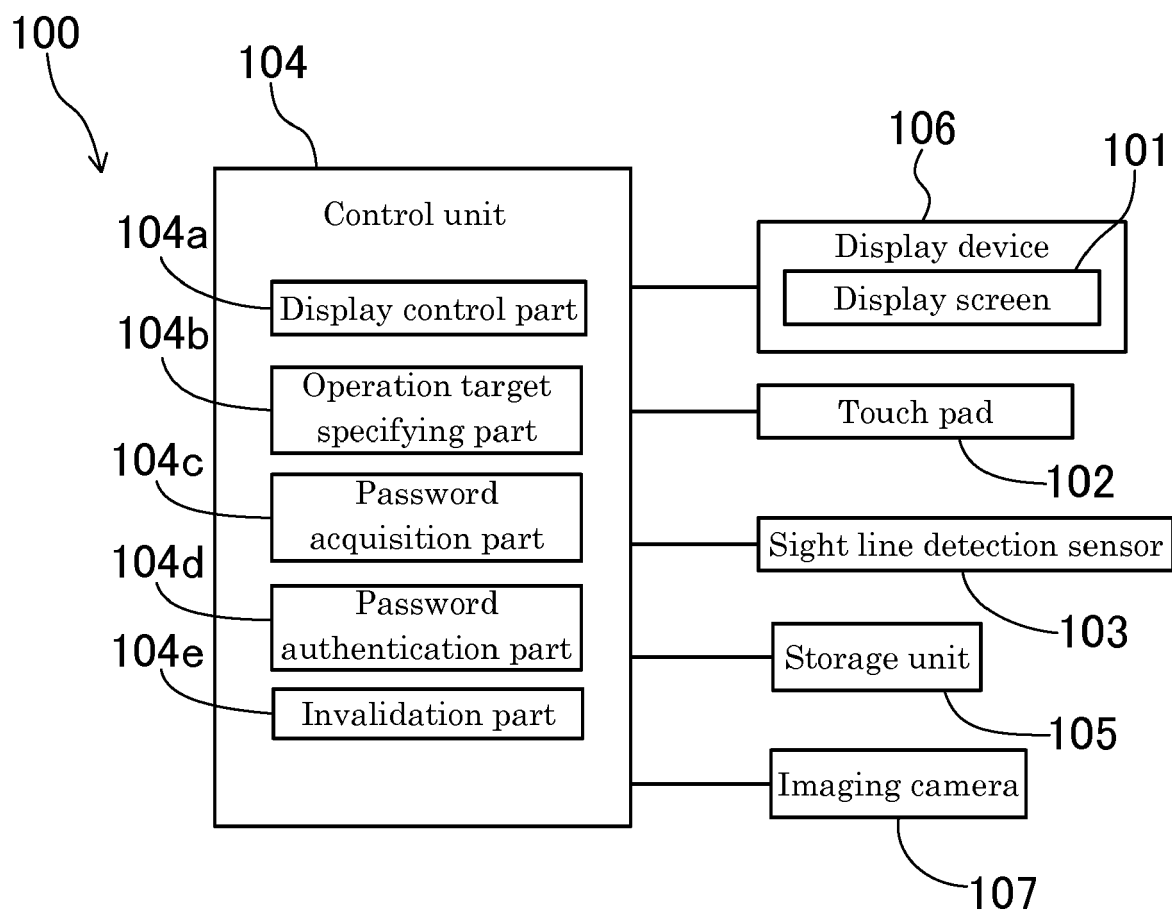 100
104
106
101
Control unit
Display device
104a
Display screen
Display control part
104b
Operation target
specifying part
Touch pad
104c
102
Password
acquisition part
Sight line detection sensor
104d
Password
authentication part
103
104e
Storage unit
Invalidation part
105
Imaging camera
107